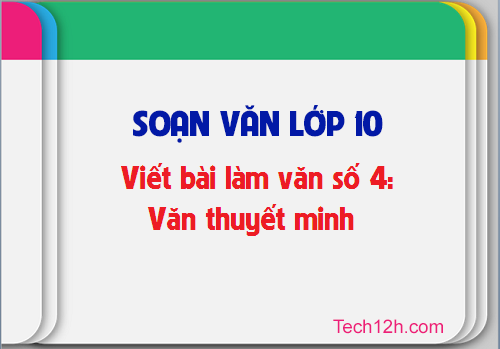 SOẠN VĂN LỚP 10
Viết bài làm văn số 4:
Văn thuyết minh
Tech12h.com